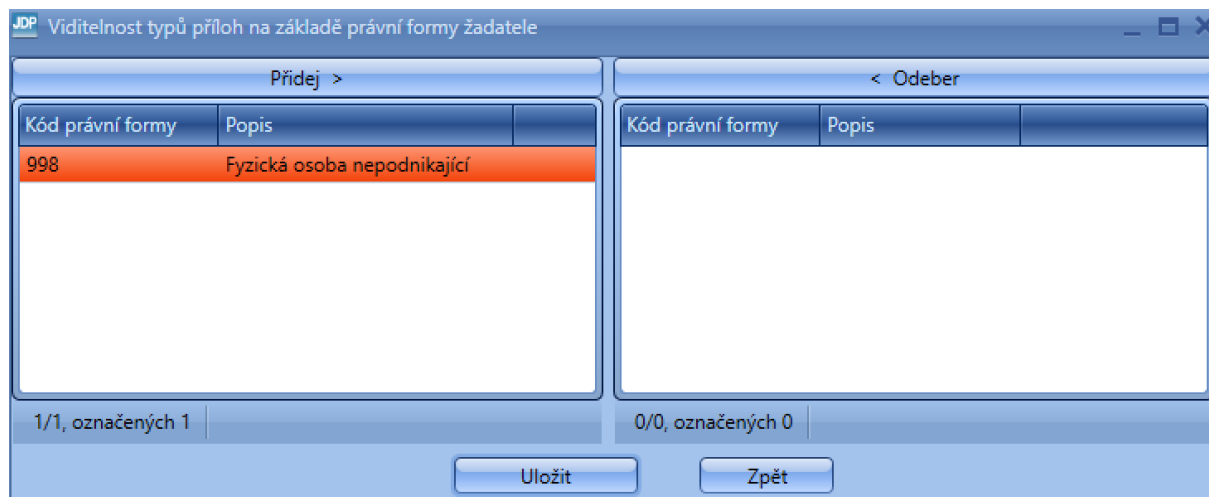 JDP Viditelnost typů příloh na základě právní formy žadatele
Přidej >
< Odeber
Kód právní formy Popis
Kód právní formy Popis
998 Fyzická osoba nepodnikající
1/1, označených 1
0/0, označených 0
Uložit
Zpět